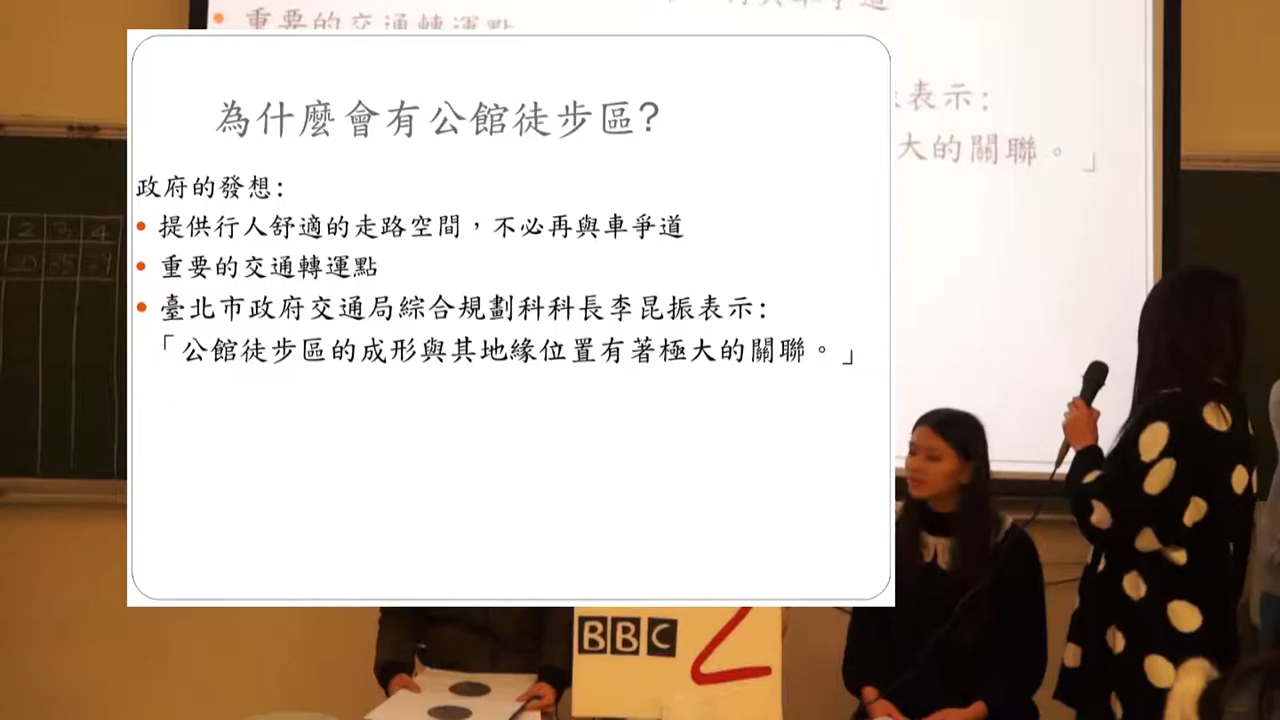 重要的交通轉運點
為什麼會有公館徒步區?
政府的發想:
• 提供行人舒適的走路空間，不必再與車爭道
• 重要的交通轉運點
• 臺北市政府交通局綜合規劃科科長李昆振表示:
「公館徒步區的成形與其地緣位置有著極大的關聯。」
表示:
大的關聯。」
2 3 4
BBC 2